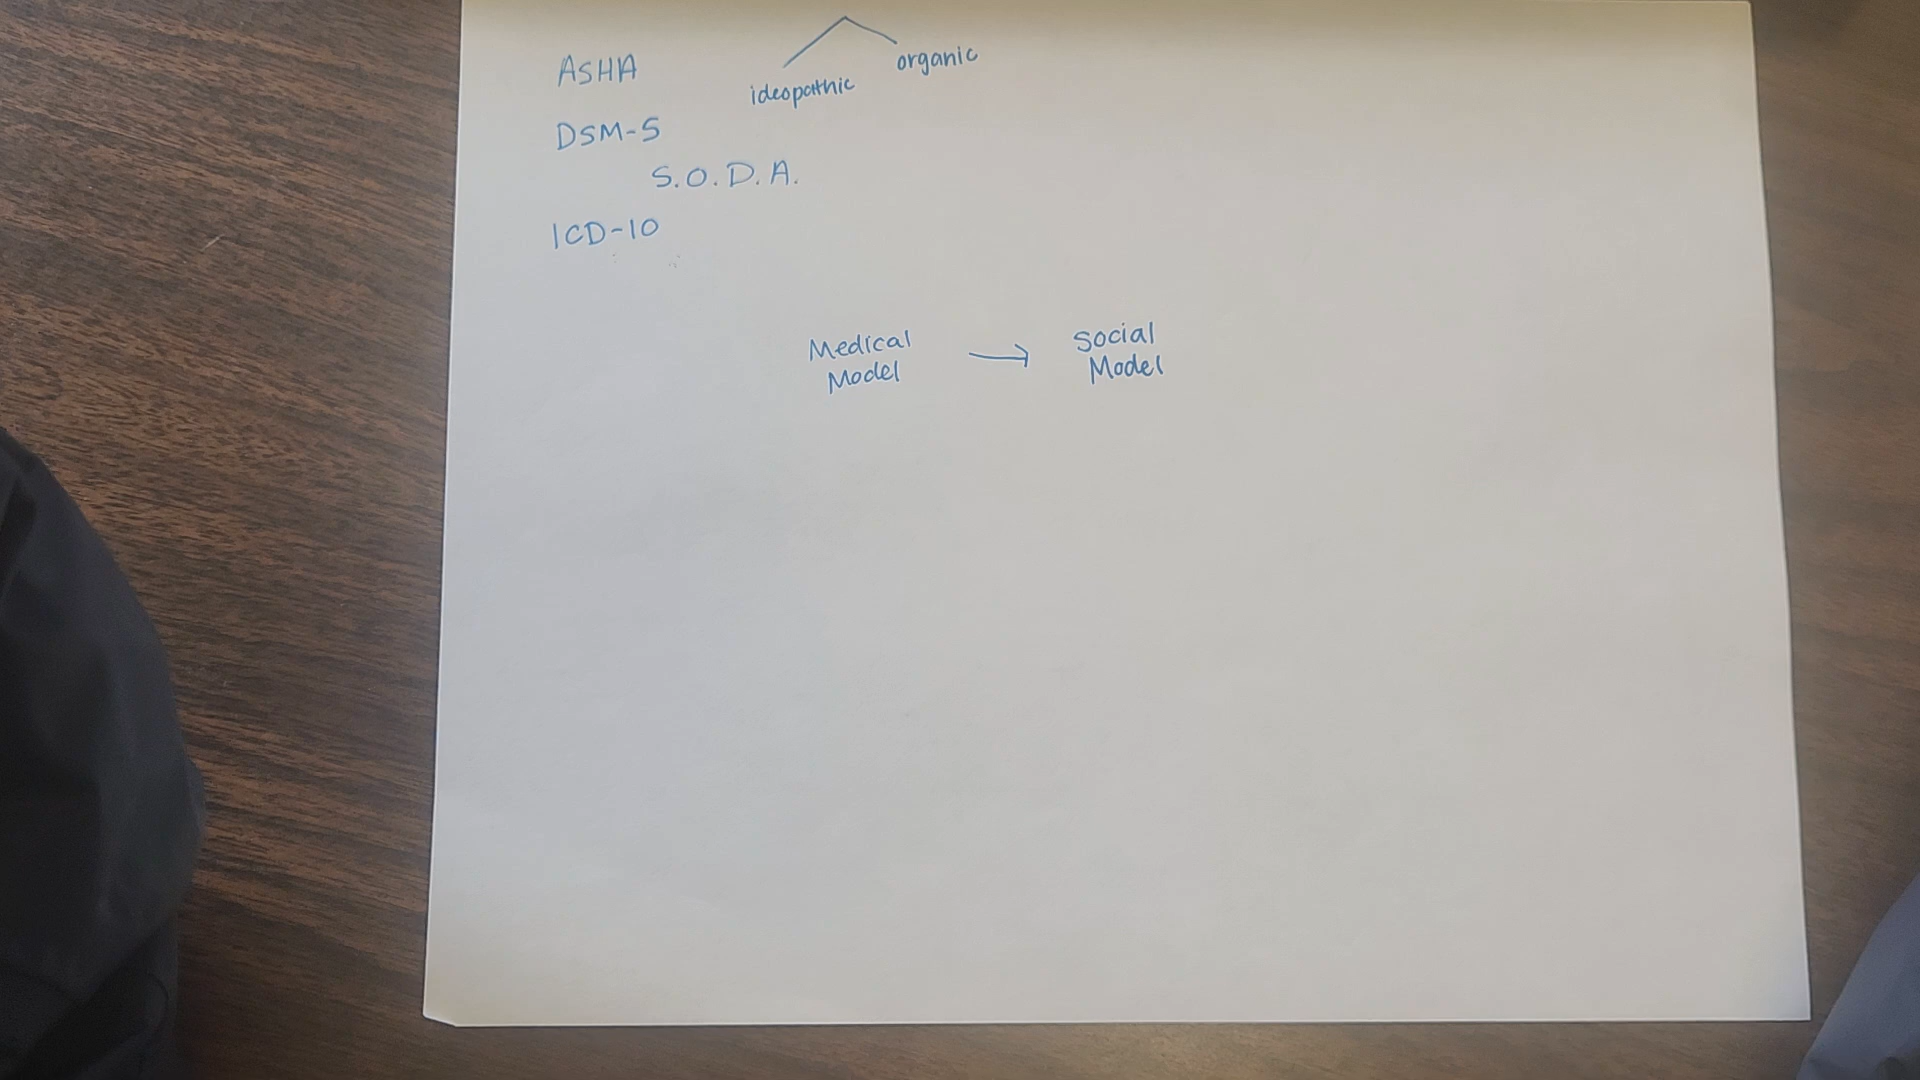 ASHA
ideopathic
organic
DSM-5
S.O.D.A.
ICD-10
Medical
Model
→
Social
Model